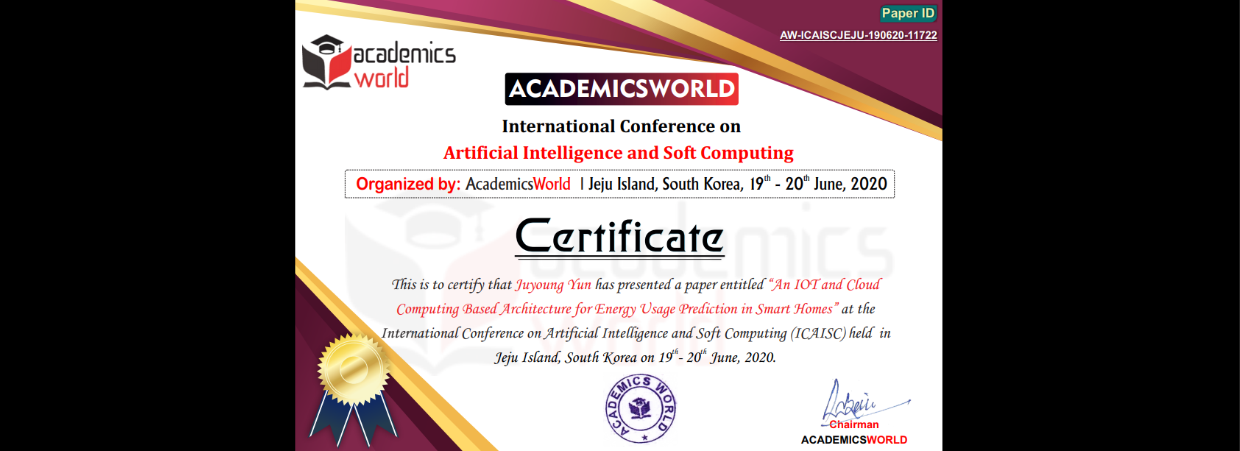 Paper ID
AW-ICAISCJEJU-190620-11722
academics
world
ACADEMICSWORLD
International Conference on
Artificial Intelligence and Soft Computing
Organized by: AcademicsWorld | Jeju Island, South Korea, 19th - 20th June, 2020
academics
Certificate
This is to certify that Juyoung Yun has presented a paper entitled “An IOT and Cloud
Computing Based Architecture for Energy Usage Prediction in Smart Homes” at the
International Conference on Artificial Intelligence and Soft Computing (ICAISC) held in
Jeju Island, South Korea on 19th- 20th June, 2020.
ACADEMICS WORLD
Chairman
ACADEMICSWORLD